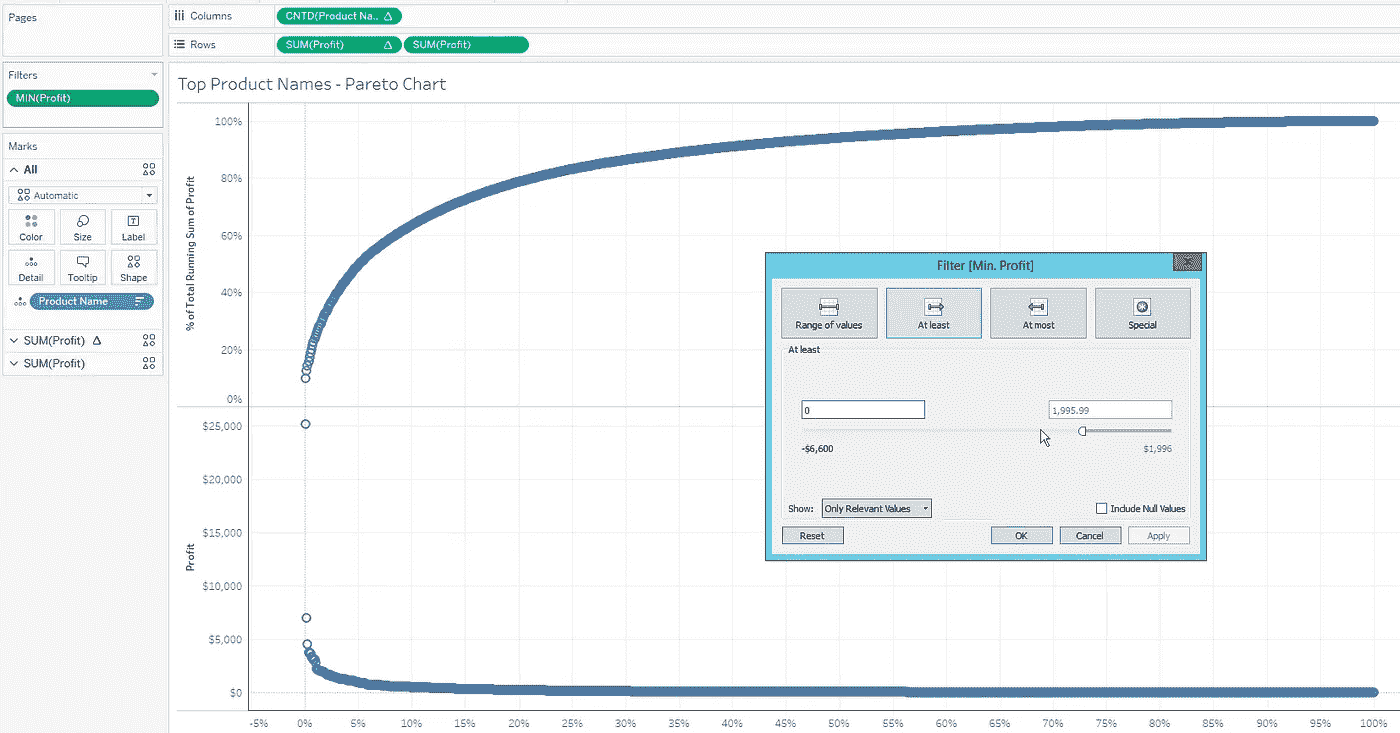 Pages
Columns
CNTD(Product Na..
Rows
SUM(Profit)
SUM(Profit)
Filters
MIN(Profit)
Marks
All
Automatic
Color
Size
Label
Detail
Tooltip
Shape
Product Name
SUM(Profit)
SUM(Profit)
Top Product Names - Pareto Chart
% of Total Running Sum of Profit
100%
80%
60%
40%
20%
0%
Profit
$25,000
$20,000
$15,000
$10,000
$5,000
$0
-5% 0% 5% 10% 15% 20% 25% 30% 35% 40% 45% 50% 55% 60% 65% 70% 75% 80% 85% 90% 95% 100%
Filter [Min. Profit]
Range of values
At least
At most
Special
At least
0
1,995.99
-$6,600
$1,996
Show:
Only Relevant Values
Include Null Values
Reset
OK
Cancel
Apply